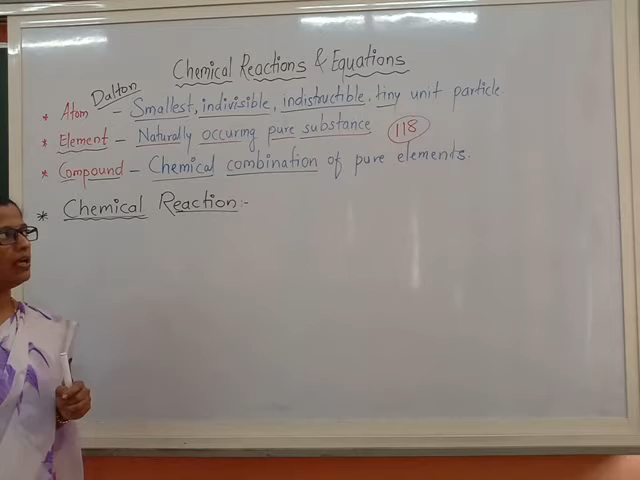 Chemical Reactions & Equations
Dalton
* Atom - Smallest, indivisible, indistructible, tiny unit particle
* Element - Naturally occuring pure substance 118
* Compound - Chemical combination of pure elements.
* Chemical Reaction:-